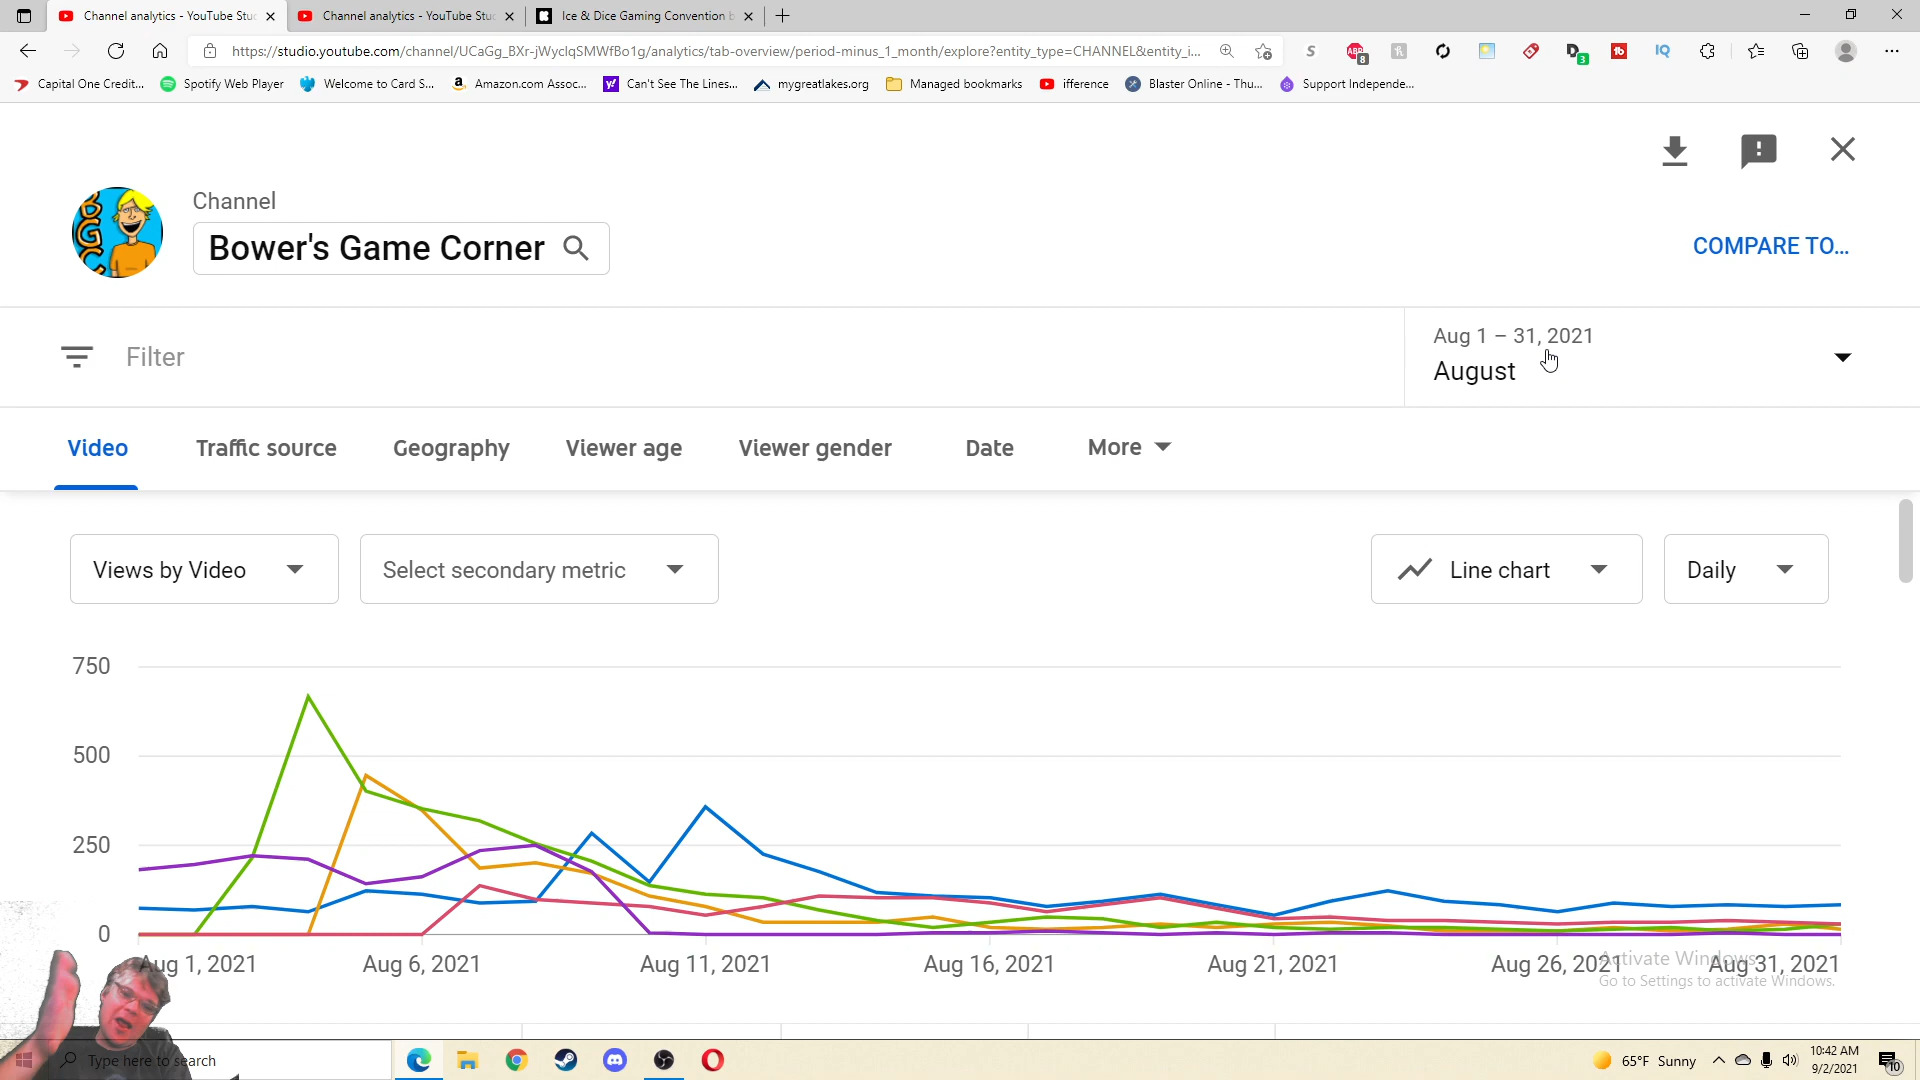 Channel analytics - YouTube Stu
Channel analytics - YouTube Stu
Ice & Dice Gaming Convention b
https://studio.youtube.com/channel/UCaGg_BXr-jWyclqSMWfBo1g/analytics/tab-overview/period-minus_1_month/explore?entity_type=CHANNEL&entity_i...
Capital One Credit...
Spotify Web Player
Welcome to Card S...
Amazon.com Assoc...
Can't See The Lines...
mygreatlakes.org
Managed bookmarks
ifference
Blaster Online - Thu...
Support Independe...
BGC
Channel
Bower's Game Corner
COMPARE TO...
Filter
Aug 1 – 31, 2021
August
Video
Traffic source
Geography
Viewer age
Viewer gender
Date
More
Views by Video
Select secondary metric
Line chart
Daily
750
500
250
0
Aug 1, 2021
Aug 6, 2021
Aug 11, 2021
Aug 16, 2021
Aug 21, 2021
Aug 26, 2021
Aug 31, 2021
Activate Windows
Go to Settings to activate Windows.
Type here to search
65°F Sunny
10:42 AM
9/2/2021
10